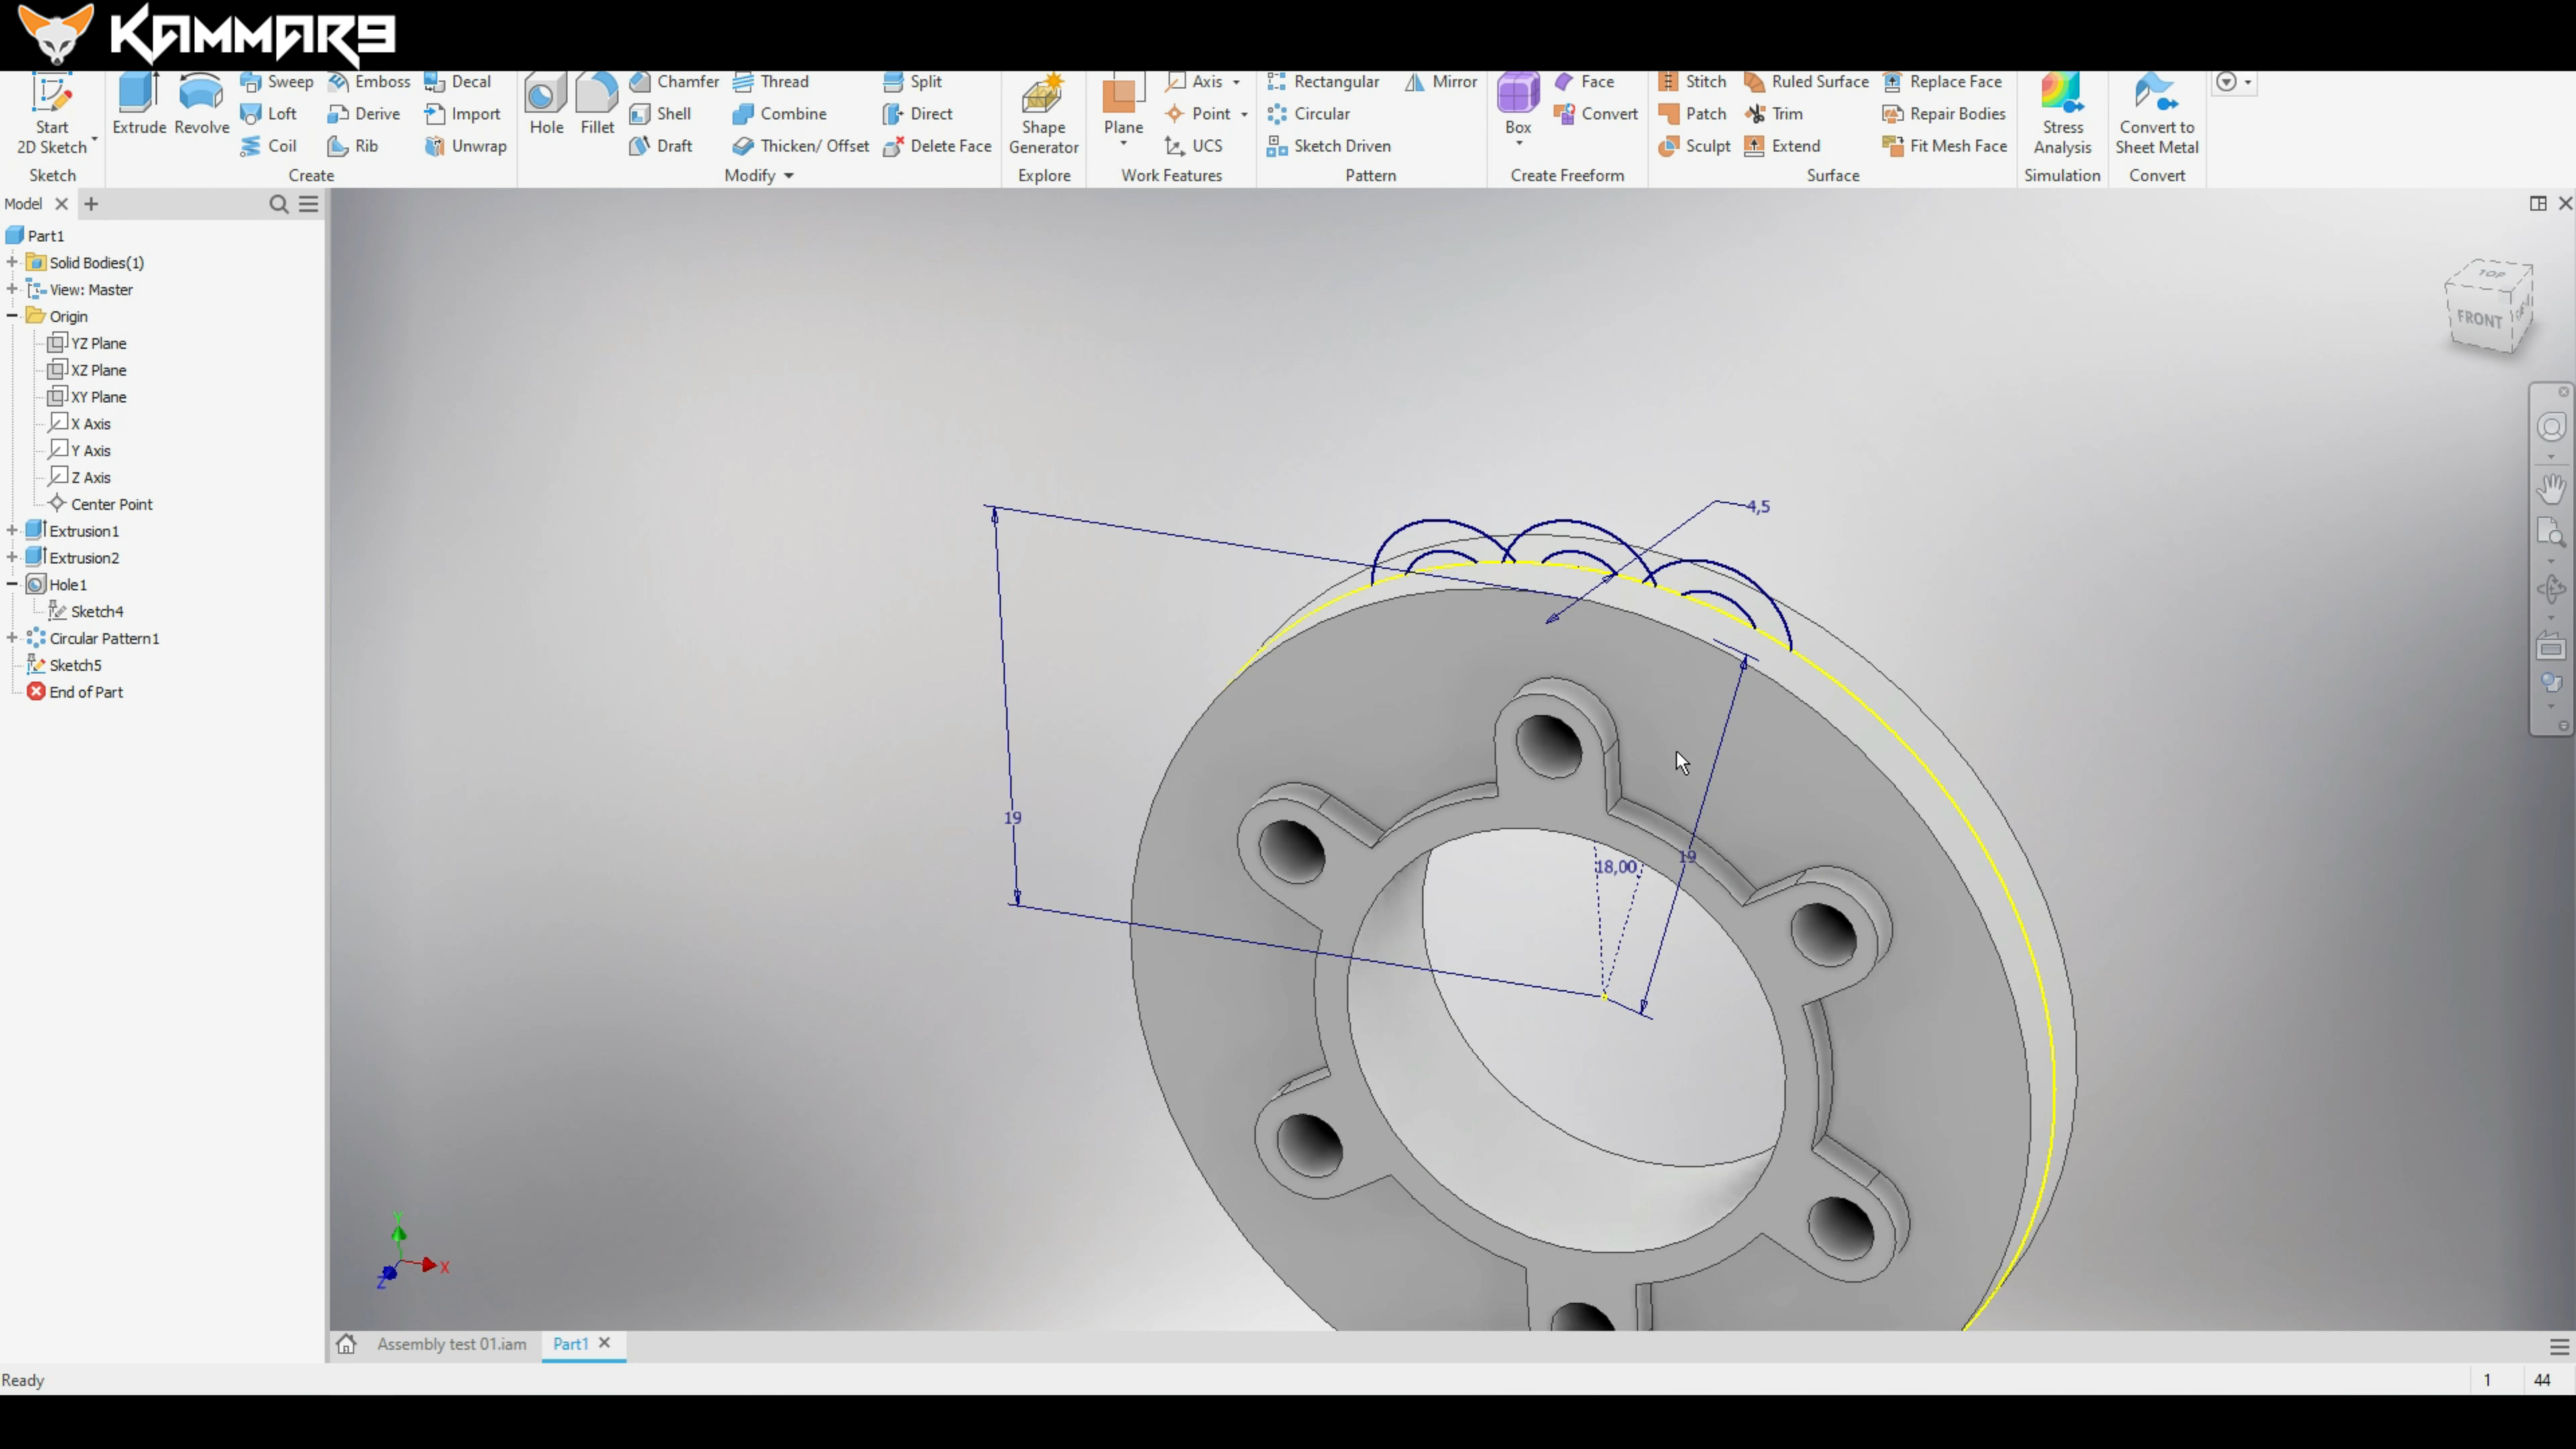 KAMMAR9
Start
2D Sketch
Sketch
Extrude
Revolve
Sweep
Loft
Coil
Emboss
Derive
Rib
Decal
Import
Unwrap
Create
Hole
Fillet
Chamfer
Shell
Draft
Thread
Combine
Thicken/ Offset
Split
Direct
Delete Face
Modify
Shape
Generator
Explore
Plane
Axis
Point
UCS
Work Features
Rectangular
Circular
Sketch Driven
Mirror
Pattern
Box
Face
Convert
Create Freeform
Stitch
Patch
Sculpt
Ruled Surface
Trim
Extend
Replace Face
Repair Bodies
Fit Mesh Face
Surface
Stress
Analysis
Simulation
Convert to
Sheet Metal
Convert
Model
Part1
Solid Bodies(1)
View: Master
Origin
YZ Plane
XZ Plane
XY Plane
X Axis
Y Axis
Z Axis
Center Point
Extrusion1
Extrusion2
Hole1
Sketch4
Circular Pattern1
Sketch5
End of Part
TOP
FRONT
4,5
19
18,00
19
Y
X
Z
Assembly test 01.iam
Part1
Ready
1
44